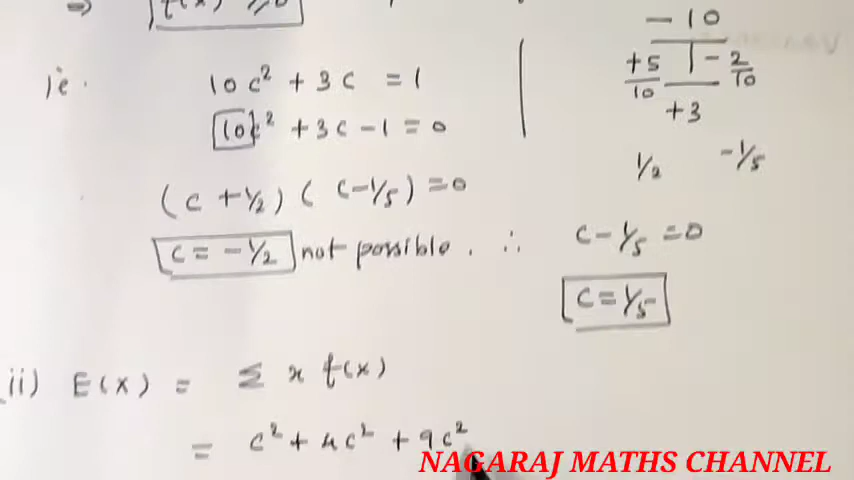 ⇒ f(x) ≥ 0
ie. 10c² + 3c = 1
10c² + 3c - 1 = 0
(c + 1/2) (c - 1/5) = 0
c = -1/2 not possible. ∴ c - 1/5 = 0
c = 1/5
-10
+5/10 | -2/10
+3
1/2 -1/5
(ii) E(x) = Σ x f(x)
= c² + 4c² + 9c²
NAGARAJ MATHS CHANNEL